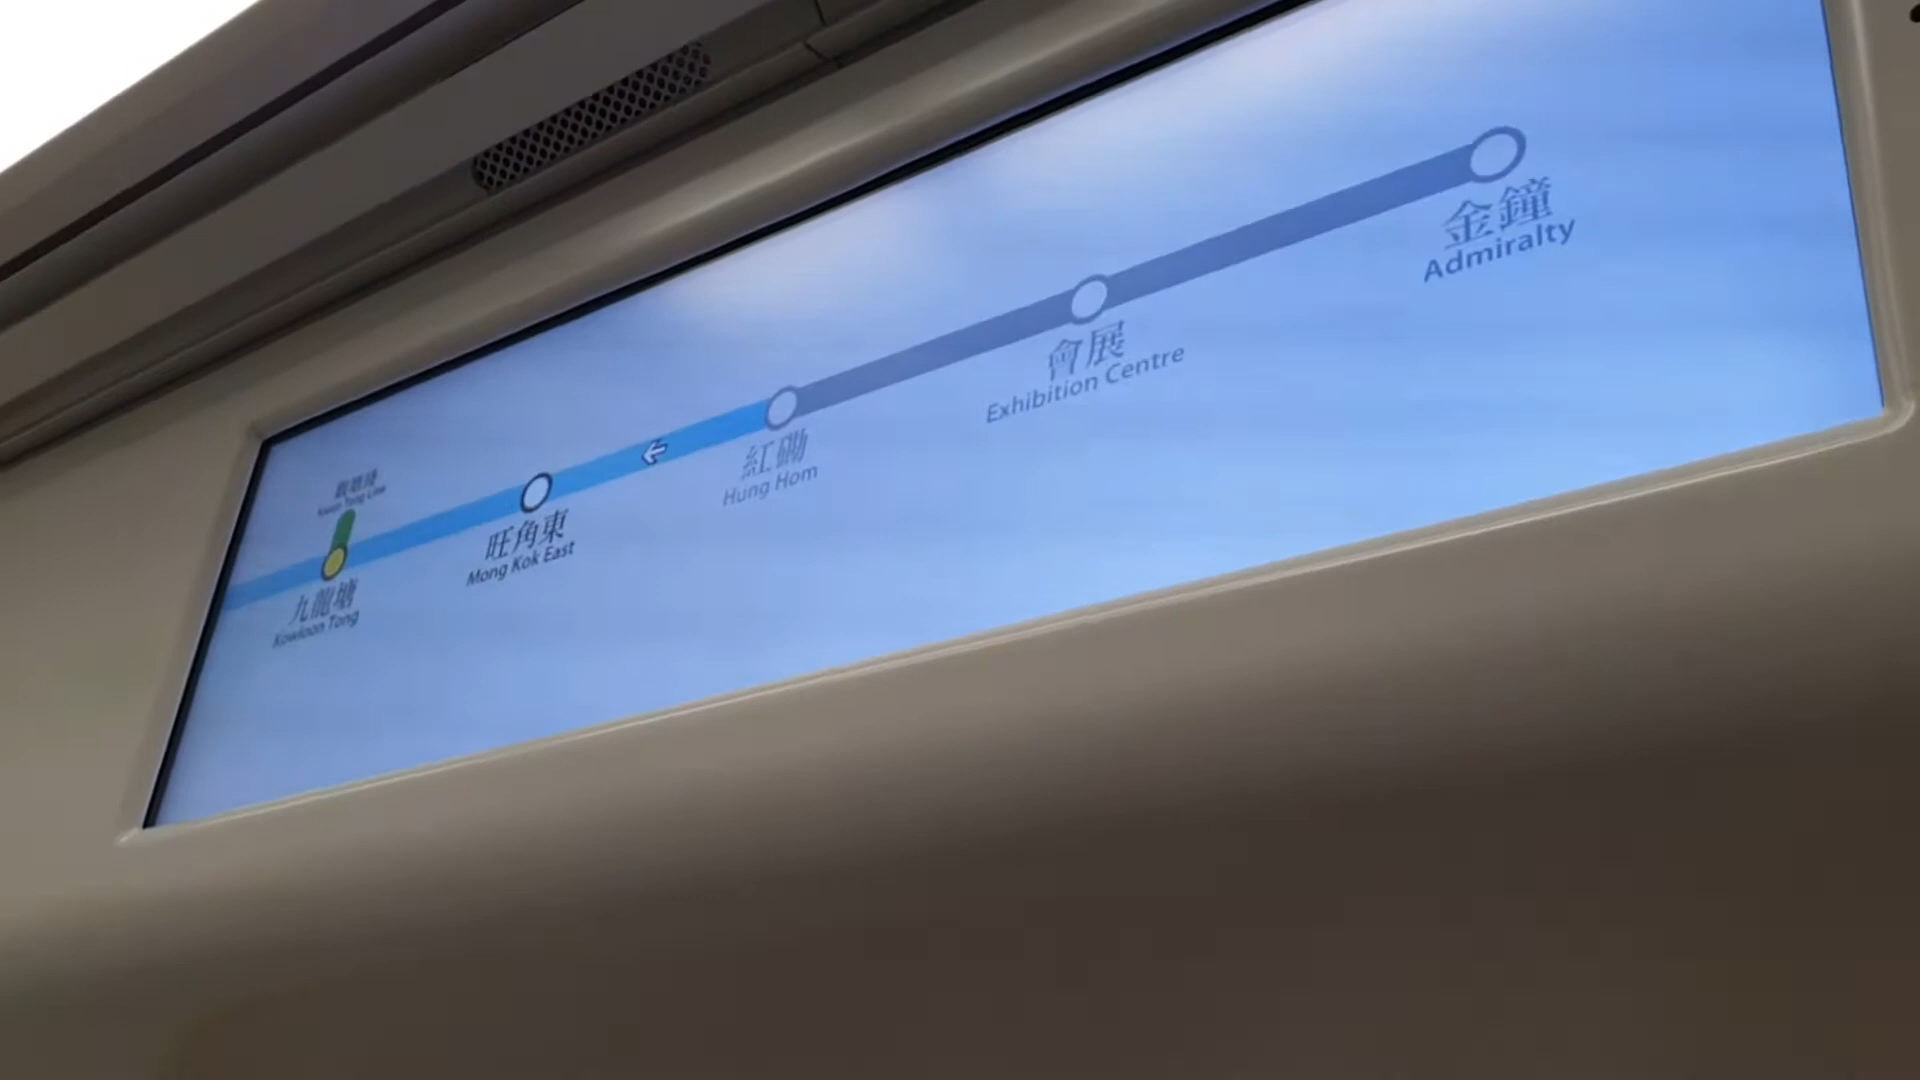 金鐘
Admiralty
會展
Exhibition Centre
紅磡
Hung Hom
旺角東
Mong Kok East
觀塘綫
Kwun Tong Line
九龍塘
Kowloon Tong